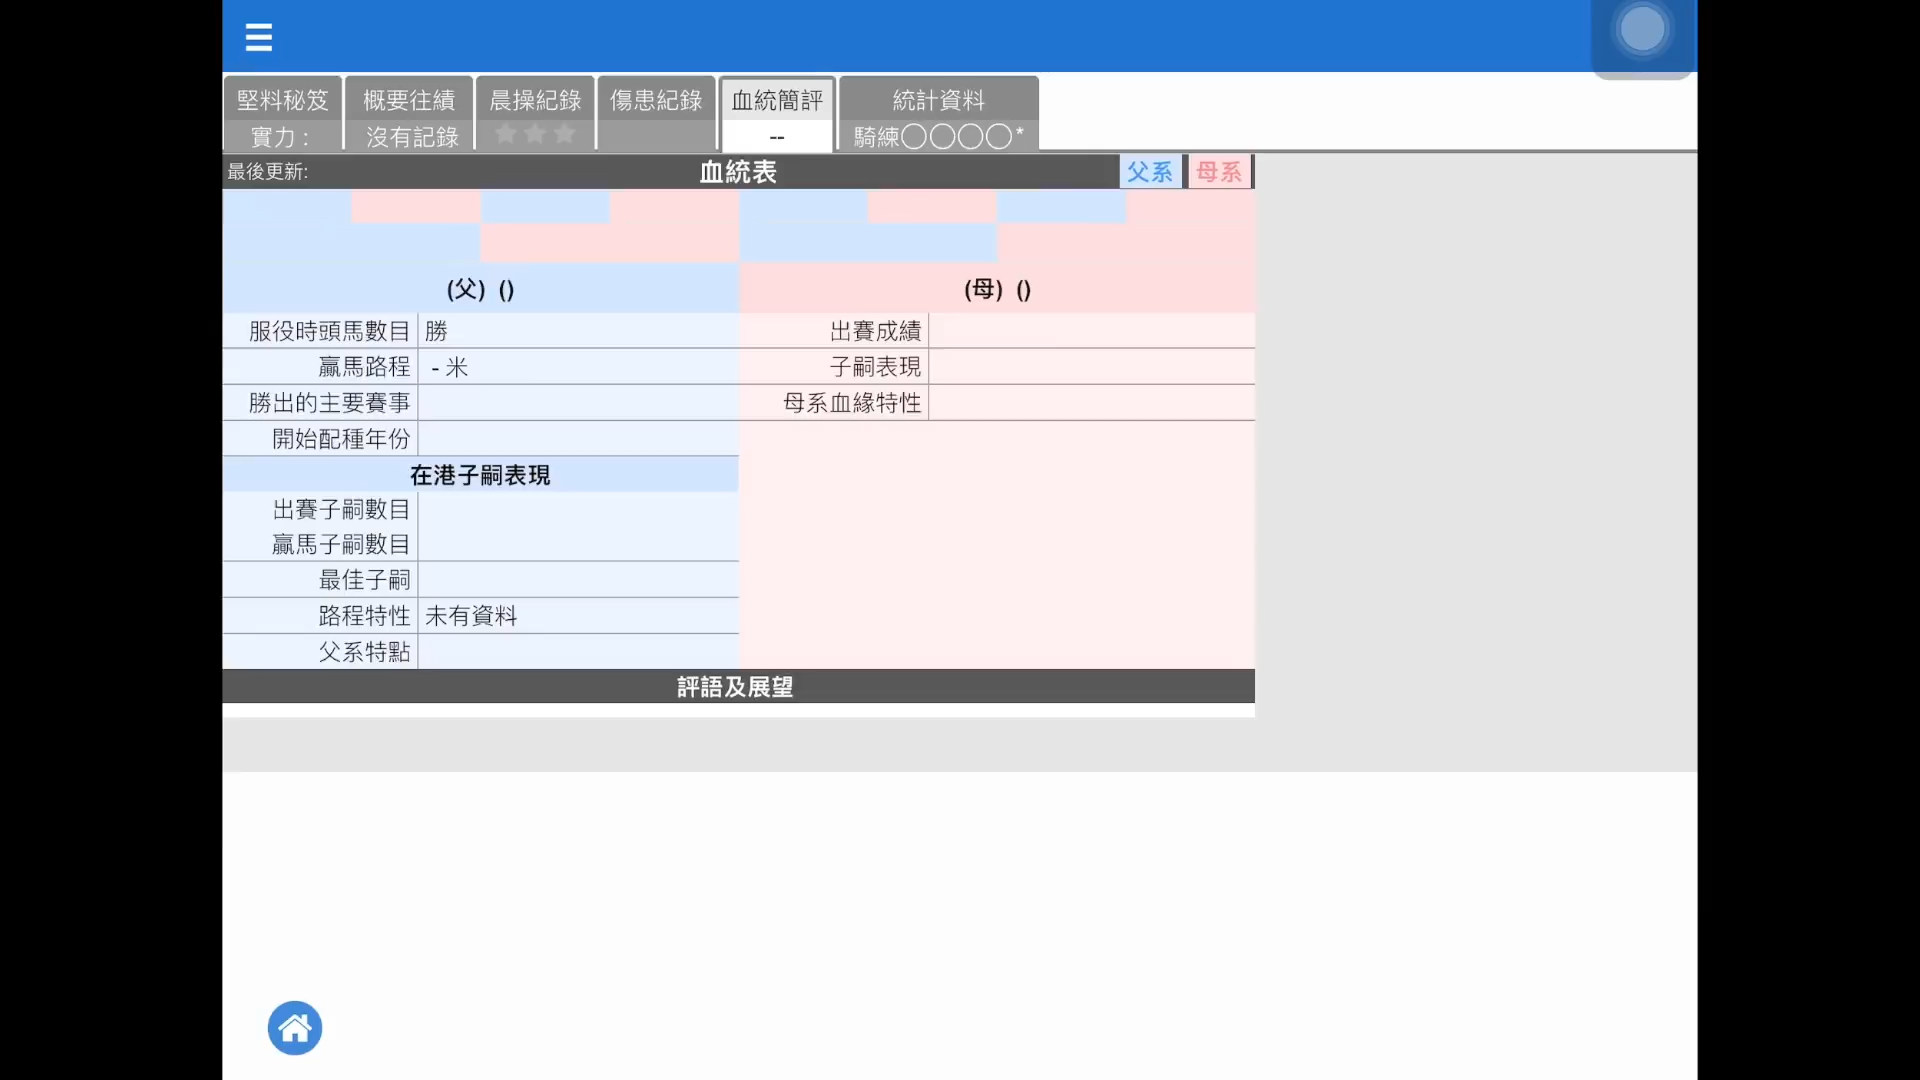 堅料秘笈
實力 :
概要往績
沒有記錄
晨操紀錄
傷患紀錄
血統簡評
--
統計資料
騎練〇〇〇〇*
最後更新:
血統表
父系
母系
(父) ()
(母) ()
服役時頭馬數目 勝
贏馬路程 - 米
勝出的主要賽事
開始配種年份
在港子嗣表現
出賽子嗣數目
贏馬子嗣數目
最佳子嗣
路程特性 未有資料
父系特點
出賽成績
子嗣表現
母系血緣特性
評語及展望